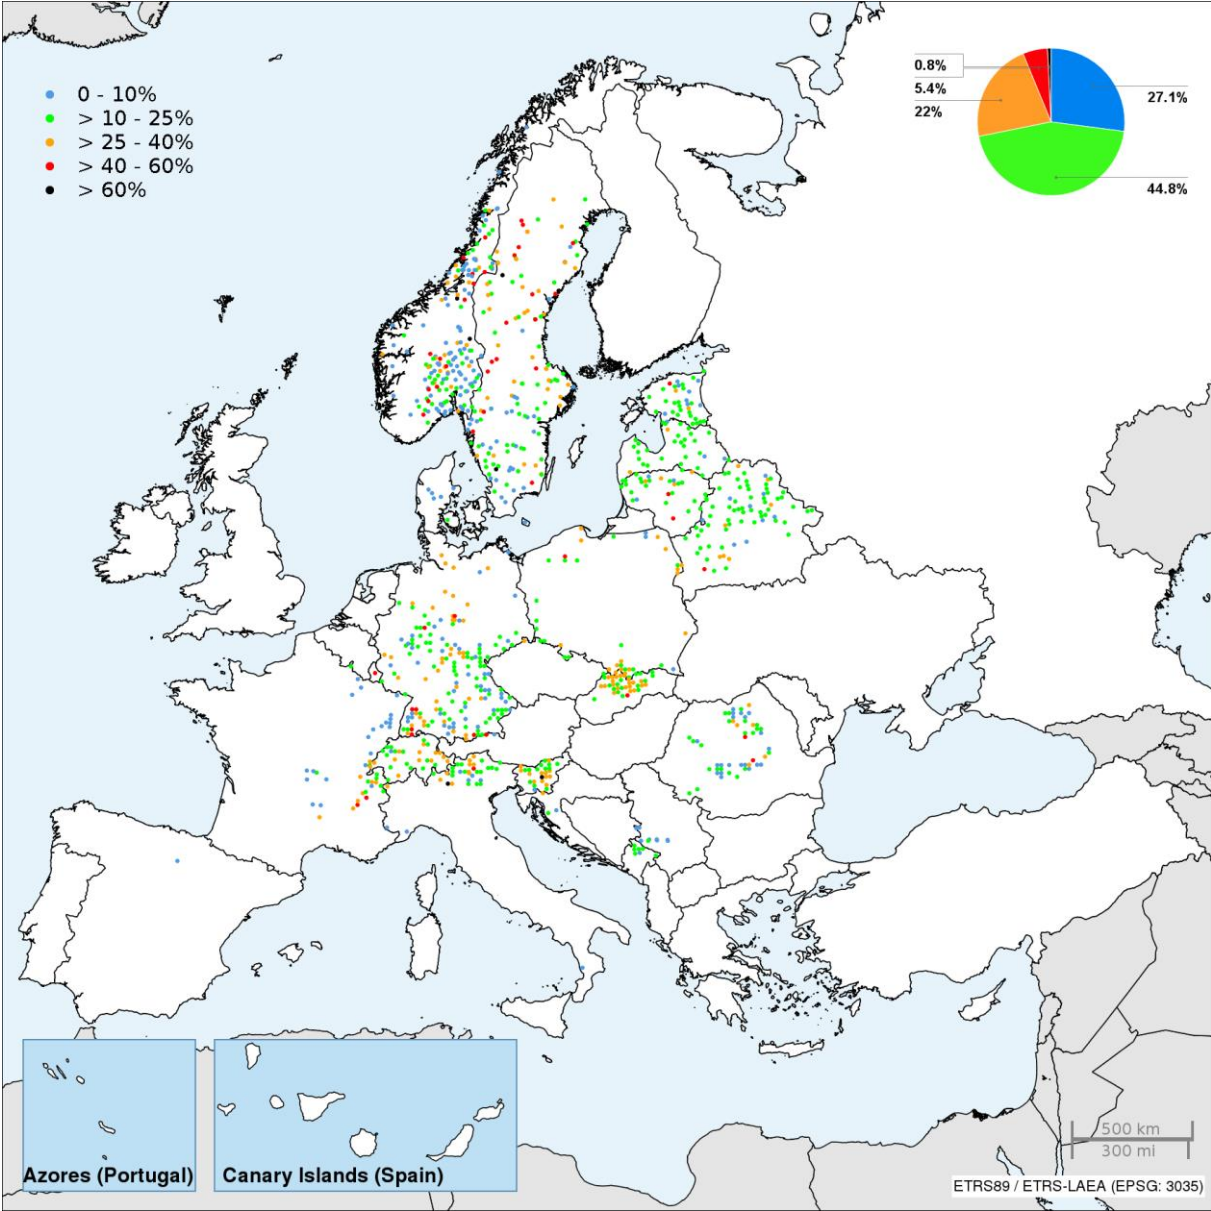 0 - 10%
> 10 - 25%
> 25 - 40%
> 40 - 60%
> 60%
0.8%
5.4%
22%
27.1%
44.8%
Azores (Portugal)
Canary Islands (Spain)
500 km
300 mi
ETRS89 / ETRS-LAEA (EPSG: 3035)